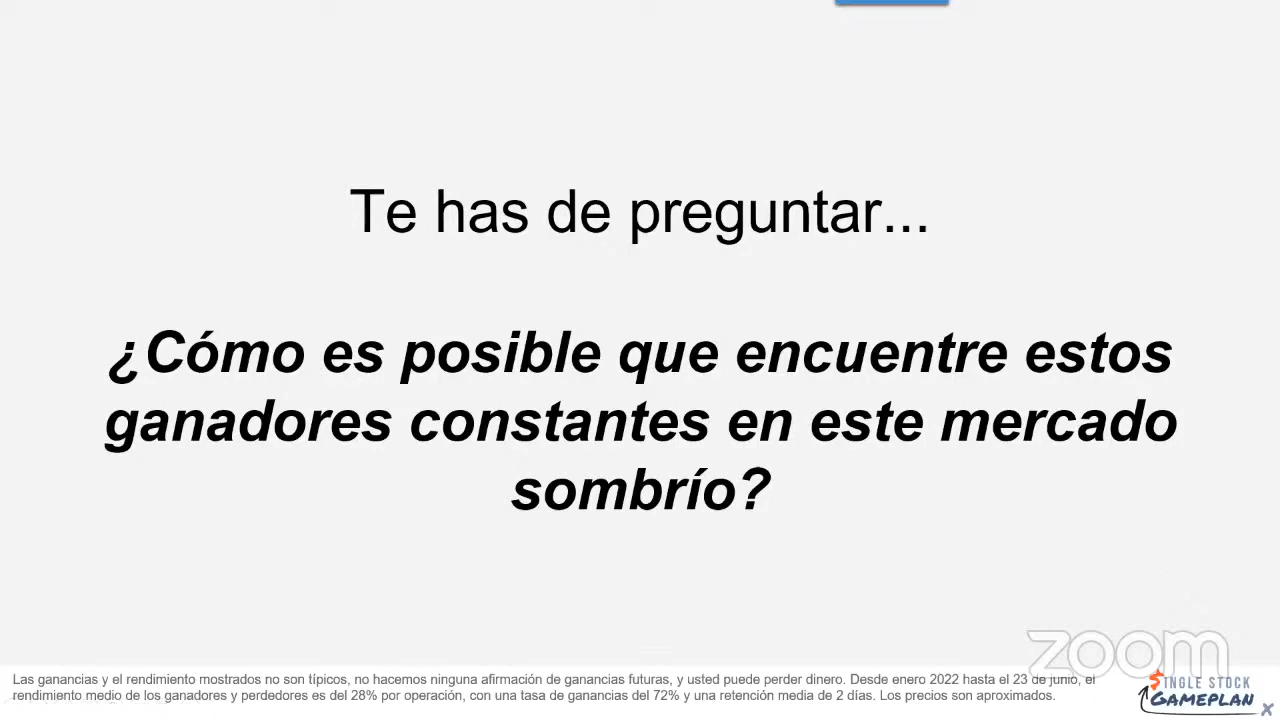 Te has de preguntar...
¿Cómo es posible que encuentre estos
ganadores constantes en este mercado
sombrío?
zoom
Las ganancias y el rendimiento mostrados no son típicos, no hacemos ninguna afirmación de ganancias futuras, y usted puede perder dinero. Desde enero 2022 hasta el 23 de junio, el
rendimiento medio de los ganadores y perdedores es del 28% por operación, con una tasa de ganancias del 72% y una retención media de 2 días. Los precios son aproximados.
$INGLE STOCK
GAMEPLAN x